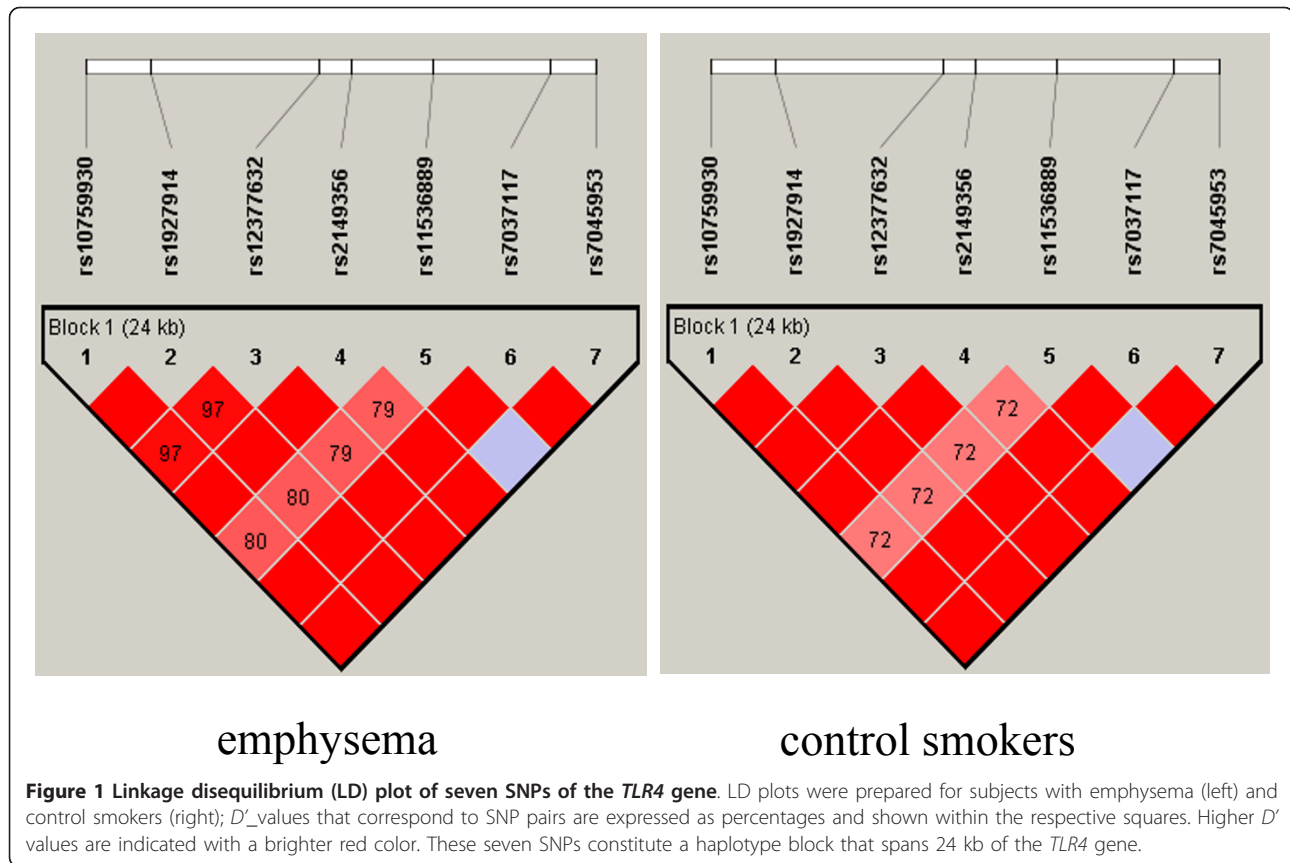 rs10759930 rs1927914 rs12377632 rs2149356 rs11536889 rs7037117 rs7045953
Block 1 (24 kb)
1 2 3 4 5 6 7
97 79
97 79
80
80
emphysema
rs10759930 rs1927914 rs12377632 rs2149356 rs11536889 rs7037117 rs7045953
Block 1 (24 kb)
1 2 3 4 5 6 7
72
72
72
72
control smokers
Figure 1 Linkage disequilibrium (LD) plot of seven SNPs of the TLR4 gene. LD plots were prepared for subjects with emphysema (left) and
control smokers (right); D′_values that correspond to SNP pairs are expressed as percentages and shown within the respective squares. Higher D′
values are indicated with a brighter red color. These seven SNPs constitute a haplotype block that spans 24 kb of the TLR4 gene.